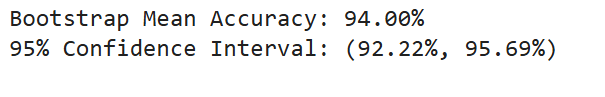 Bootstrap Mean Accuracy: 94.00%
95% Confidence Interval: (92.22%, 95.69%)